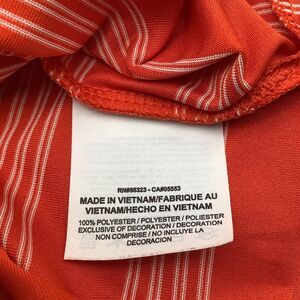 RN#56323 - CA#05553
MADE IN VIETNAM/FABRIQUE AU
VIETNAM/HECHO EN VIETNAM
100% POLYESTER / POLYESTER / POLIESTER
EXCLUSIVE OF DECORATION / DECORATION
NON COMPRISE / NO INCLUYE LA
DECORACION